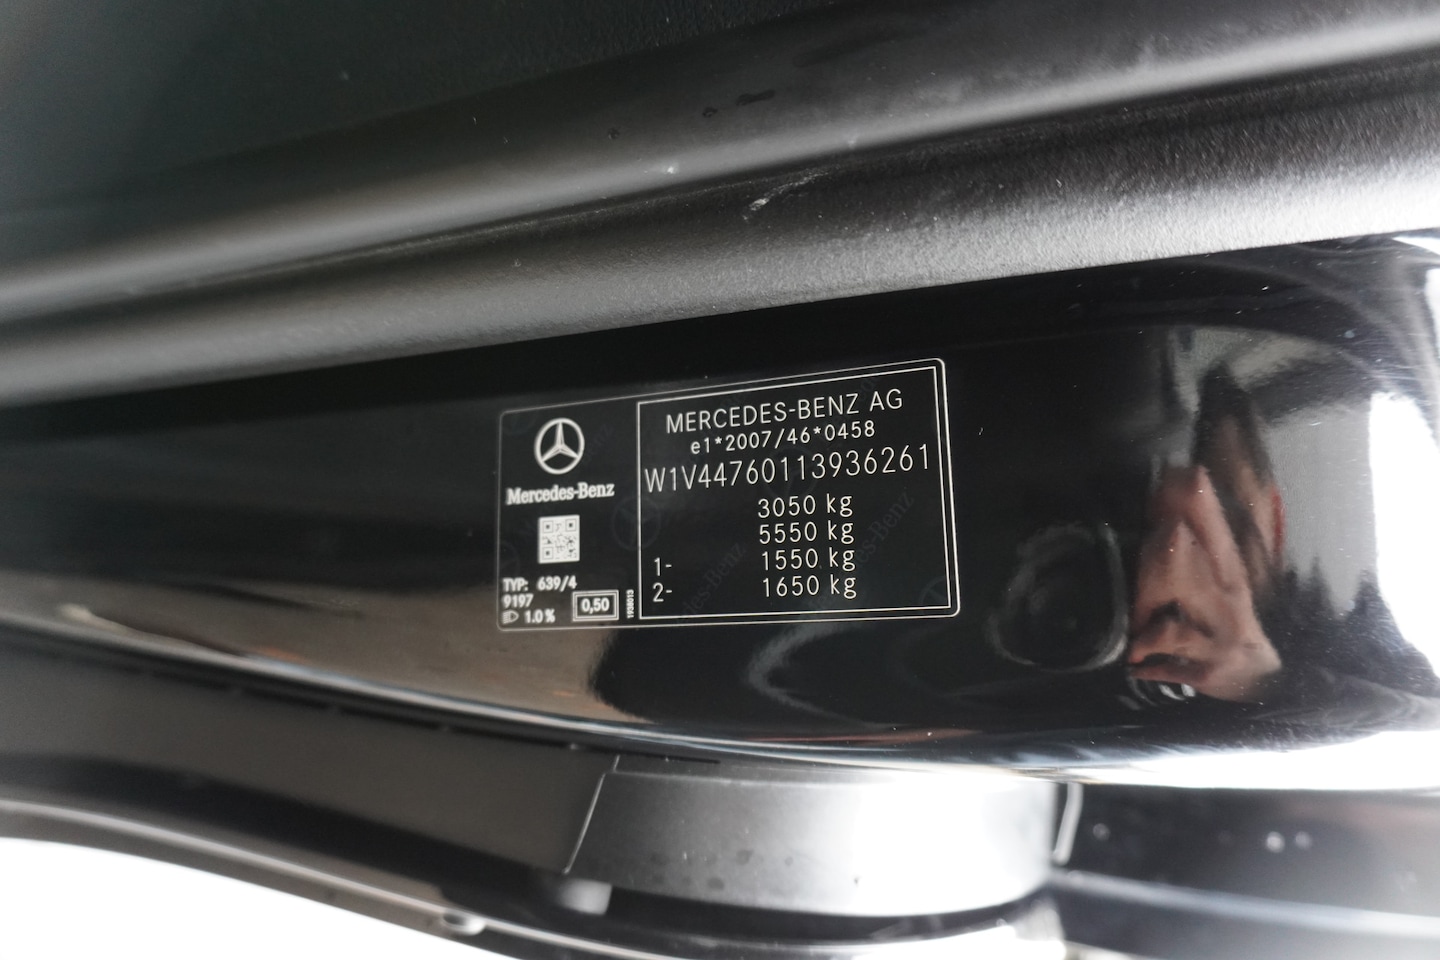 Mercedes-Benz
TYP: 639/4
9197
1.0 %
0,50
1938013
MERCEDES-BENZ AG
e1*2007/46*0458
W1V44760113936261
3050 kg
5550 kg
1- 1550 kg
2- 1650 kg